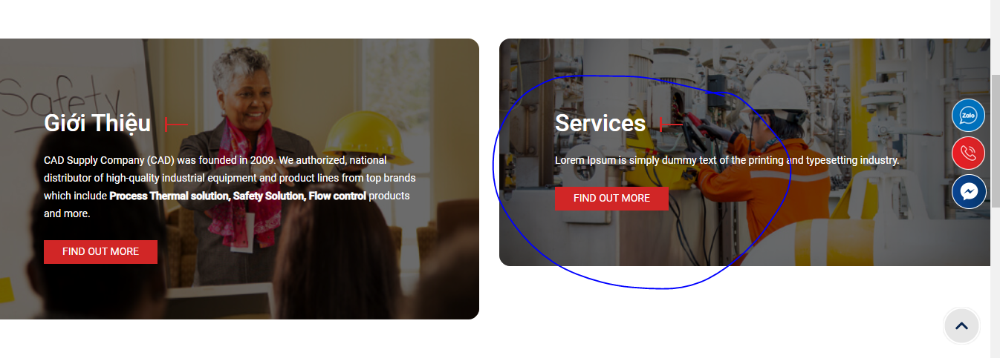 Safety
Giới Thiệu
CAD Supply Company (CAD) was founded in 2009. We authorized, national
distributor of high-quality industrial equipment and product lines from top brands
which include Process Thermal solution, Safety Solution, Flow control products
and more.
FIND OUT MORE
Services
Lorem Ipsum is simply dummy text of the printing and typesetting industry.
FIND OUT MORE
Zalo